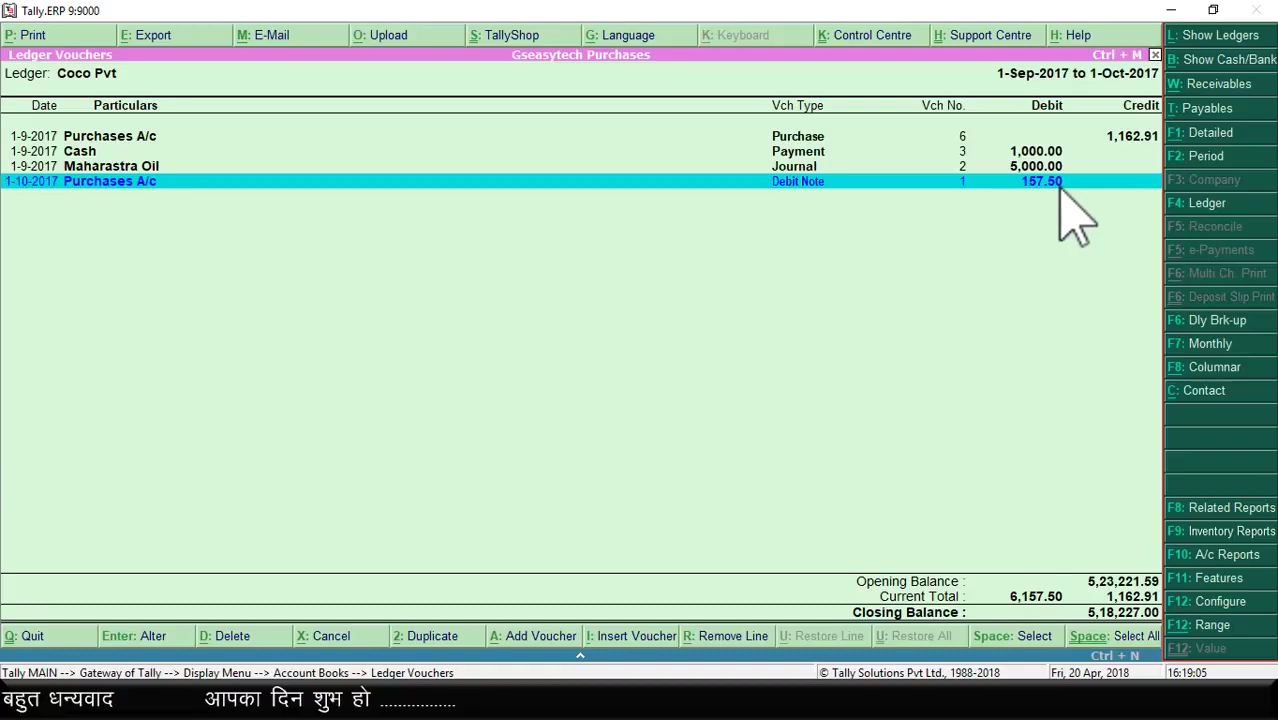 Tally.ERP 9:9000
P: Print E: Export M: E-Mail O: Upload S: TallyShop G: Language K: Keyboard K: Control Centre H: Support Centre H: Help
Ledger Vouchers Gseasytech Purchases Ctrl + M
Ledger: Coco Pvt 1-Sep-2017 to 1-Oct-2017
Date Particulars Vch Type Vch No. Debit Credit
1-9-2017 Purchases A/c Purchase 6 1,162.91
1-9-2017 Cash Payment 3 1,000.00
1-9-2017 Maharastra Oil Journal 2 5,000.00
1-10-2017 Purchases A/c Debit Note 1 157.50
Opening Balance : 5,23,221.59
Current Total : 6,157.50 1,162.91
Closing Balance : 5,18,227.00
Q: Quit Enter: Alter D: Delete X: Cancel 2: Duplicate A: Add Voucher I: Insert Voucher R: Remove Line U: Restore Line U: Restore All Space: Select Space: Select All
Ctrl + N
Tally MAIN --> Gateway of Tally --> Display Menu --> Account Books --> Ledger Vouchers © Tally Solutions Pvt Ltd., 1988-2018 Fri, 20 Apr, 2018 16:19:05
L: Show Ledgers
B: Show Cash/Bank
W: Receivables
T: Payables
F1: Detailed
F2: Period
F3: Company
F4: Ledger
F5: Reconcile
F5: e-Payments
F6: Multi Ch. Print
F6: Deposit Slip Print
F6: Dly Brk-up
F7: Monthly
F8: Columnar
C: Contact
F8: Related Reports
F9: Inventory Reports
F10: A/c Reports
F11: Features
F12: Configure
F12: Range
F12: Value
बहुत धन्यवाद आपका दिन शुभ हो ................